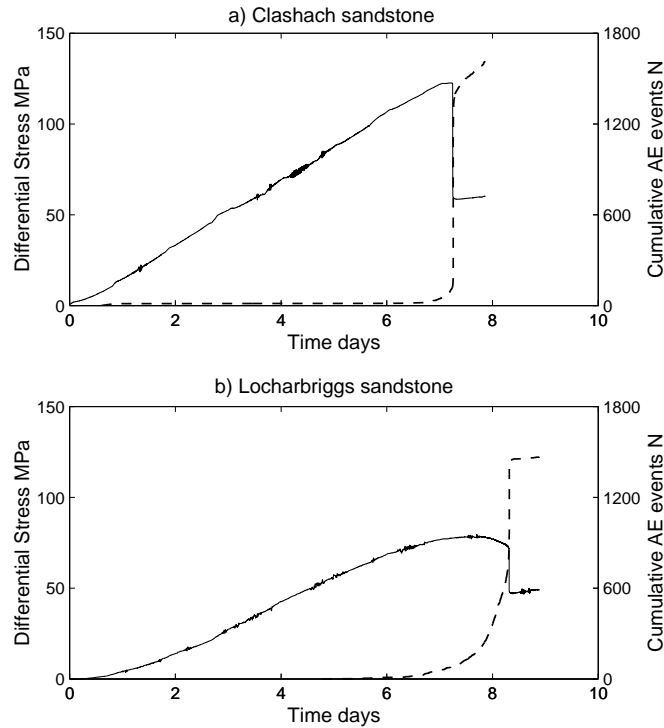 a) Clashach sandstone
150
100
50
0
1800
1200
600
0
Differential Stress MPa
Cumulative AE events N
0 2 4 6 8 10
Time days
b) Locharbriggs sandstone
150
100
50
0
1800
1200
600
0
Differential Stress MPa
Cumulative AE events N
0 2 4 6 8 10
Time days